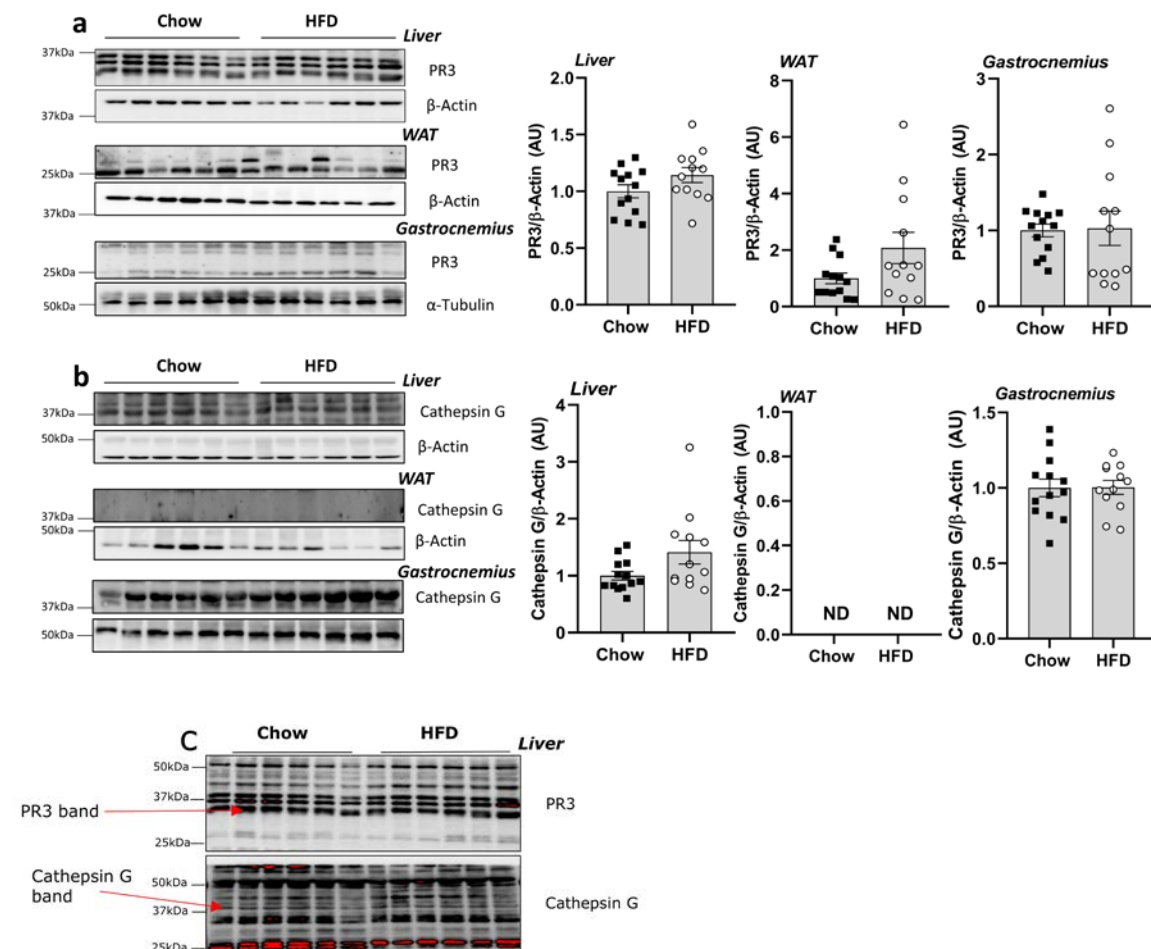 a
Chow HFD
Liver
37kDa
PR3
β-Actin
37kDa
WAT
PR3
25kDa
β-Actin
37kDa
Gastrocnemius
PR3
25kDa
50kDa
α-Tubulin
Liver
PR3/β-Actin (AU)
2.0
1.5
1.0
0.5
0.0
Chow HFD
WAT
PR3/β-Actin (AU)
8
6
4
2
0
Chow HFD
Gastrocnemius
PR3/β-Actin (AU)
3
2
1
0
Chow HFD
b
Chow HFD
Liver
37kDa
Cathepsin G
50kDa
β-Actin
WAT
Cathepsin G
37kDa
50kDa
β-Actin
Gastrocnemius
Cathepsin G
37kDa
50kDa
Liver
Cathepsin G/β-Actin (AU)
4
3
2
1
0
Chow HFD
WAT
Cathepsin G/β-Actin (AU)
1.0
0.8
0.6
0.4
0.2
0.0
ND ND
Chow HFD
Gastrocnemius
Cathepsin G/β-Actin (AU)
1.5
1.0
0.5
0.0
Chow HFD
C
Chow HFD
Liver
50kDa
37kDa
PR3 band
PR3
25kDa
Cathepsin G
band
50kDa
37kDa
Cathepsin G
25kDa